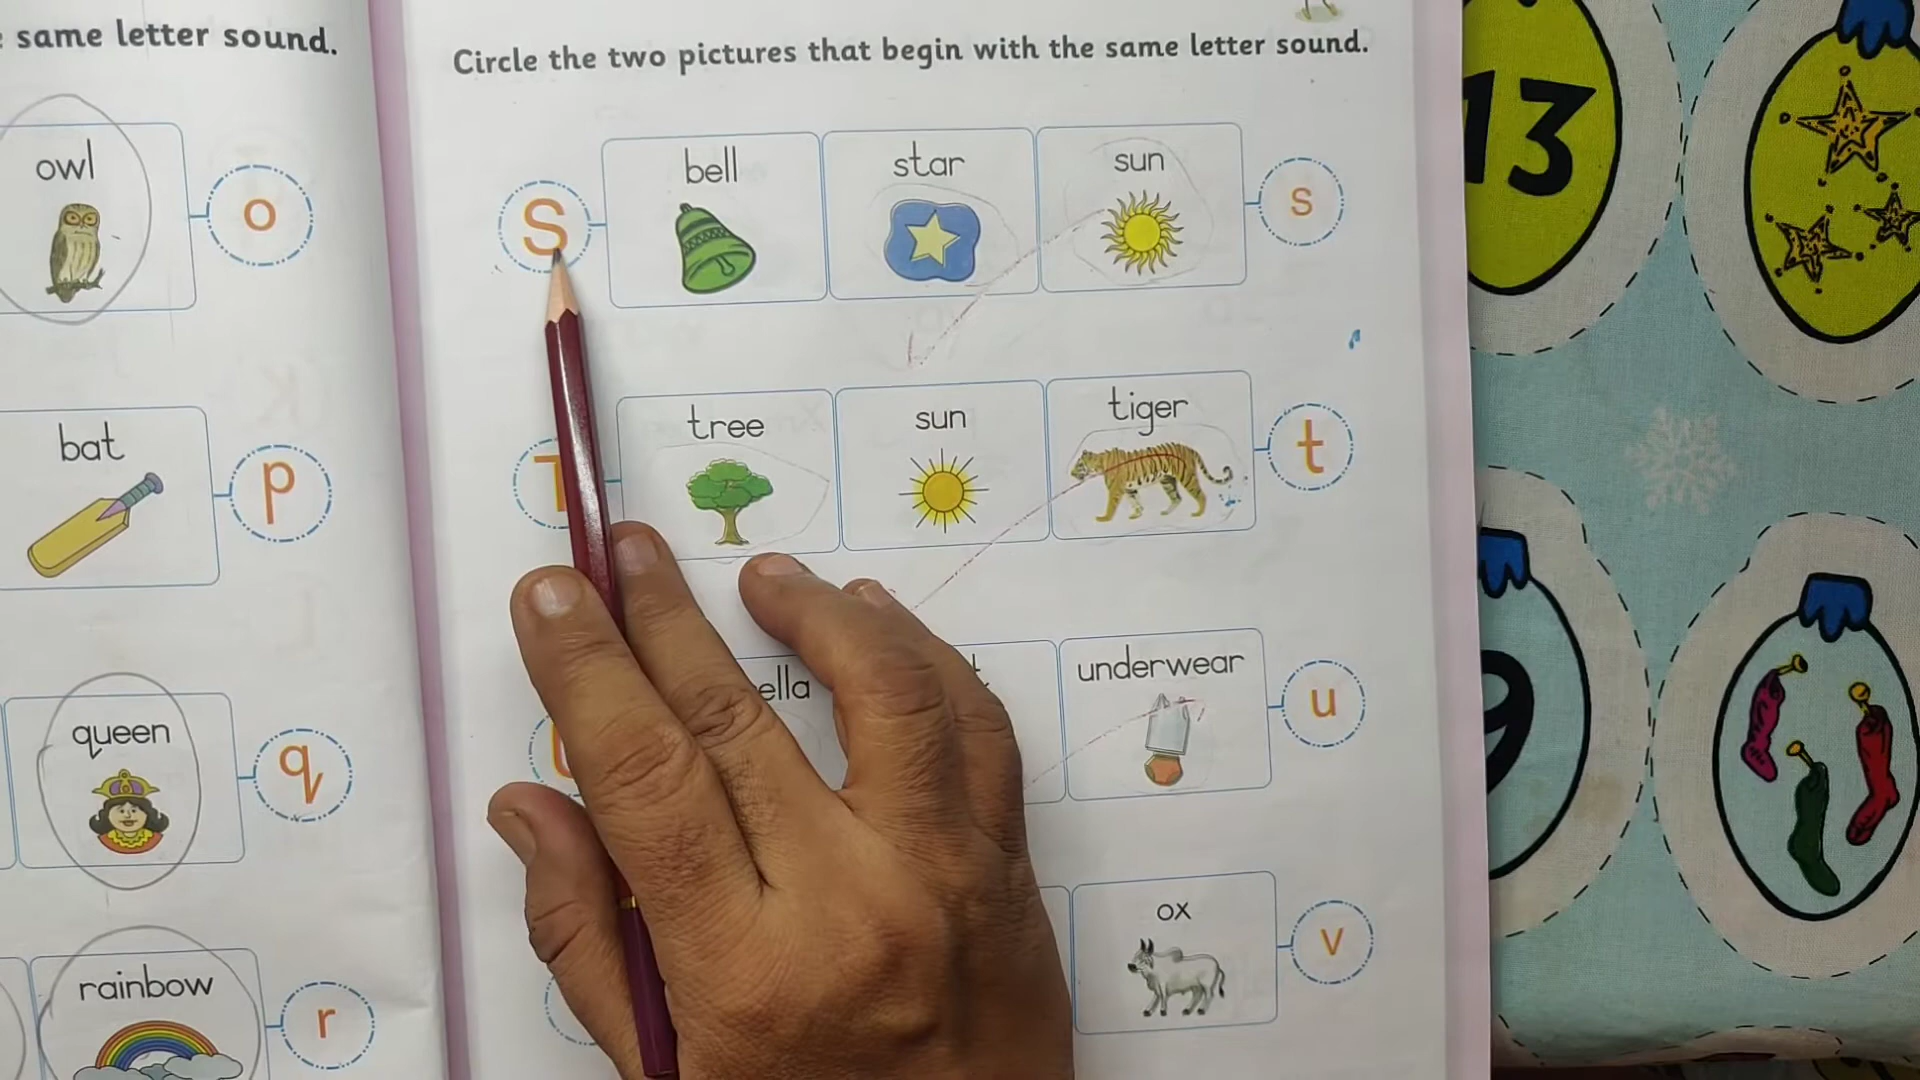 same letter sound.
owl
o
bat
p
queen
q
rainbow
r
Circle the two pictures that begin with the same letter sound.
S bell star sun s
T tree sun tiger t
ella underwear u
ox v
13
9